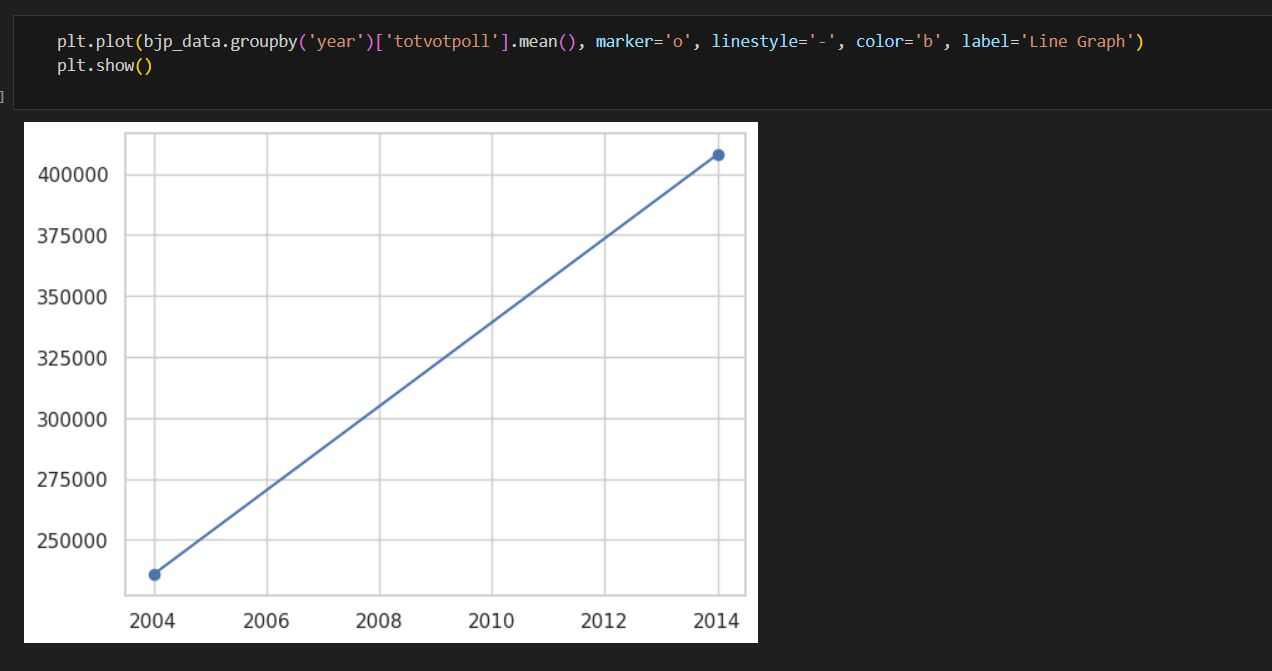 plt.plot(bjp_data.groupby('year')['totvotpoll'].mean(), marker='o', linestyle='-', color='b', label='Line Graph')
plt.show()
]
400000
375000
350000
325000
300000
275000
250000
2004 2006 2008 2010 2012 2014